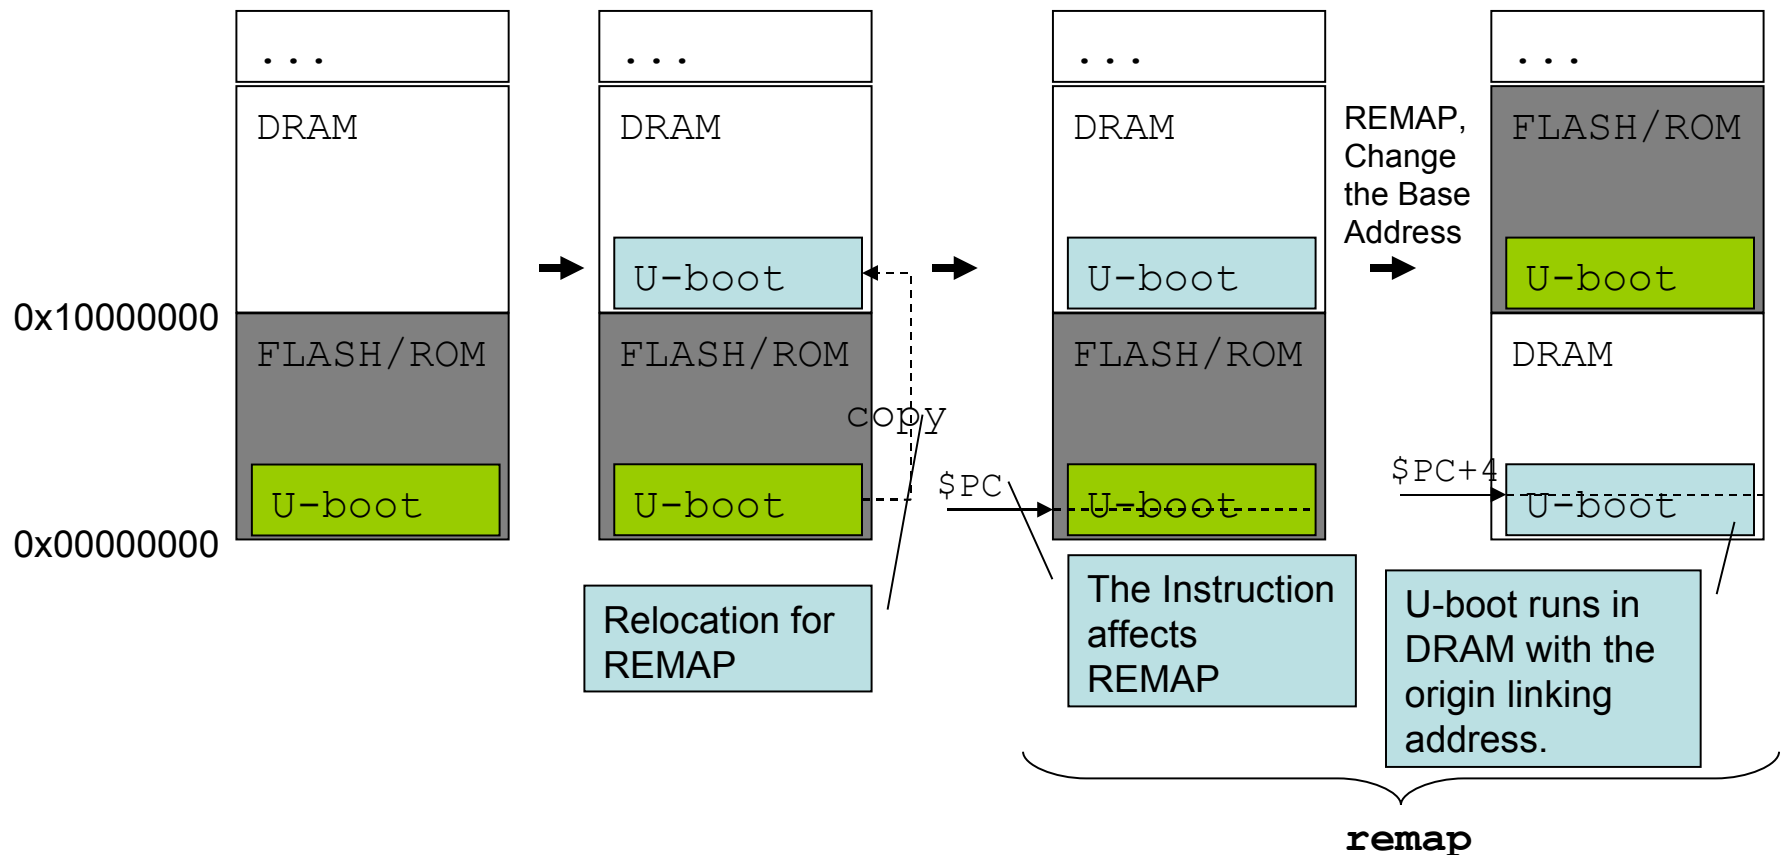 ...
...
...
...
DRAM
DRAM
DRAM
REMAP,
Change
the Base
Address
FLASH/ROM
U-boot
U-boot
U-boot
0x10000000
FLASH/ROM
FLASH/ROM
FLASH/ROM
DRAM
copy
$PC
$PC+4
U-boot
U-boot
U-boot
U-boot
0x00000000
Relocation for
REMAP
The Instruction
affects
REMAP
U-boot runs in
DRAM with the
origin linking
address.
remap